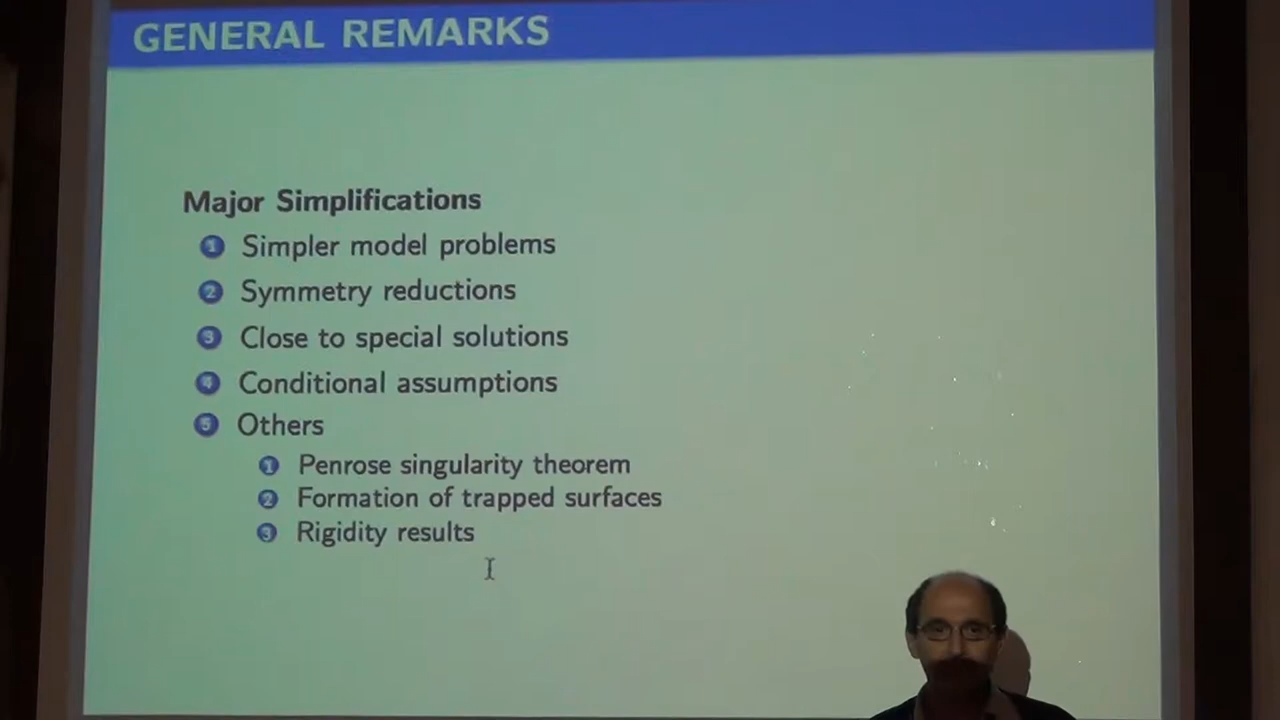 GENERAL REMARKS
Major Simplifications
1 Simpler model problems
2 Symmetry reductions
3 Close to special solutions
4 Conditional assumptions
5 Others
1 Penrose singularity theorem
2 Formation of trapped surfaces
3 Rigidity results